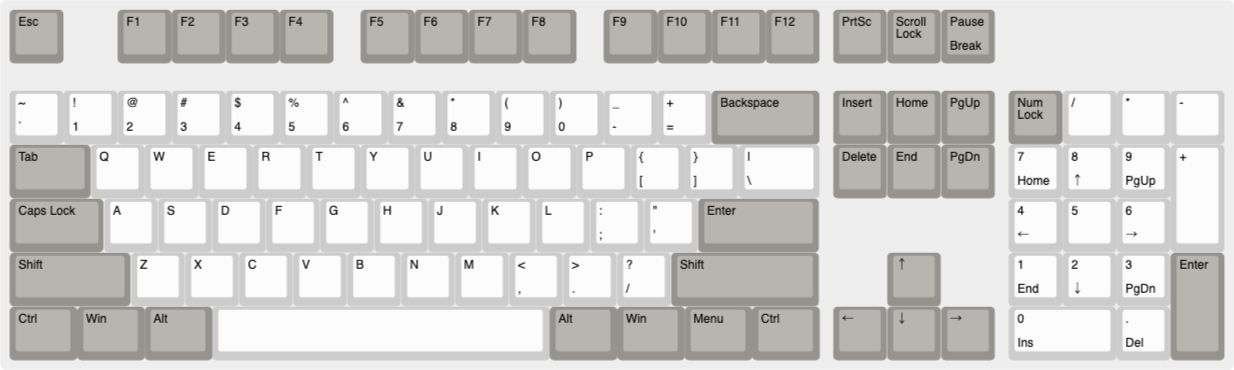 Esc F1 F2 F3 F4 F5 F6 F7 F8 F9 F10 F11 F12 PrtSc Scroll Pause
Lock
Break
~ ! @ # $ % ^ & * ( ) _ + Backspace Insert Home PgUp Num / * -
Lock
` 1 2 3 4 5 6 7 8 9 0 - =
Tab Q W E R T Y U I O P { } | Delete End PgDn 7 8 9 +
[ ] \ Home ↑ PgUp
Caps Lock A S D F G H J K L : " Enter 4 5 6
; ' ← →
Shift Z X C V B N M < > ? Shift ↑ 1 2 3 Enter
, . / End ↓ PgDn
Ctrl Win Alt Alt Win Menu Ctrl ← ↓ → 0 .
Ins Del